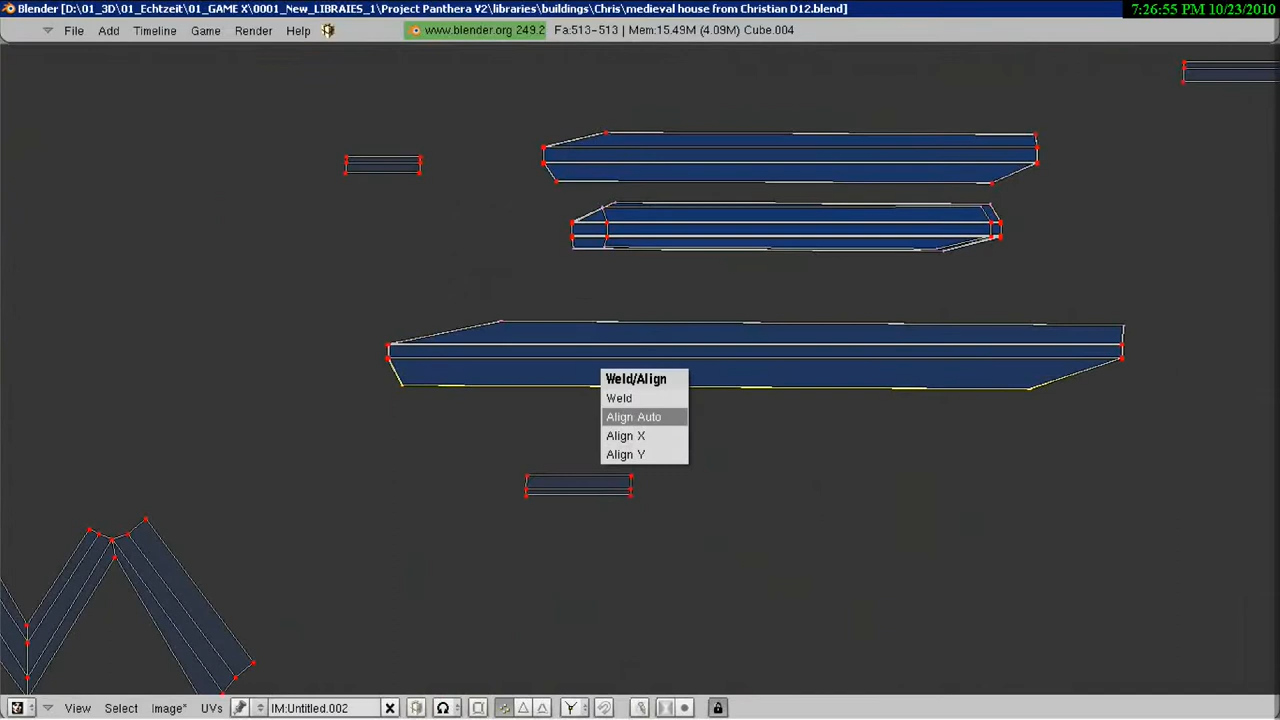 Blender [D:\01_3D\01_Echtzeit\01_GAME X\0001_New_LIBRAIES_1\Project Panthera V2\libraries\buildings\Chris\medieval house from Christian D12.blend]
7:26:55 PM 10/23/2010
File Add Timeline Game Render Help www.blender.org 249.2 Fa:513-513 | Mem:15.49M (4.09M) Cube.004
Weld/Align
Weld
Align Auto
Align X
Align Y
View Select Image* UVs IM:Untitled.002